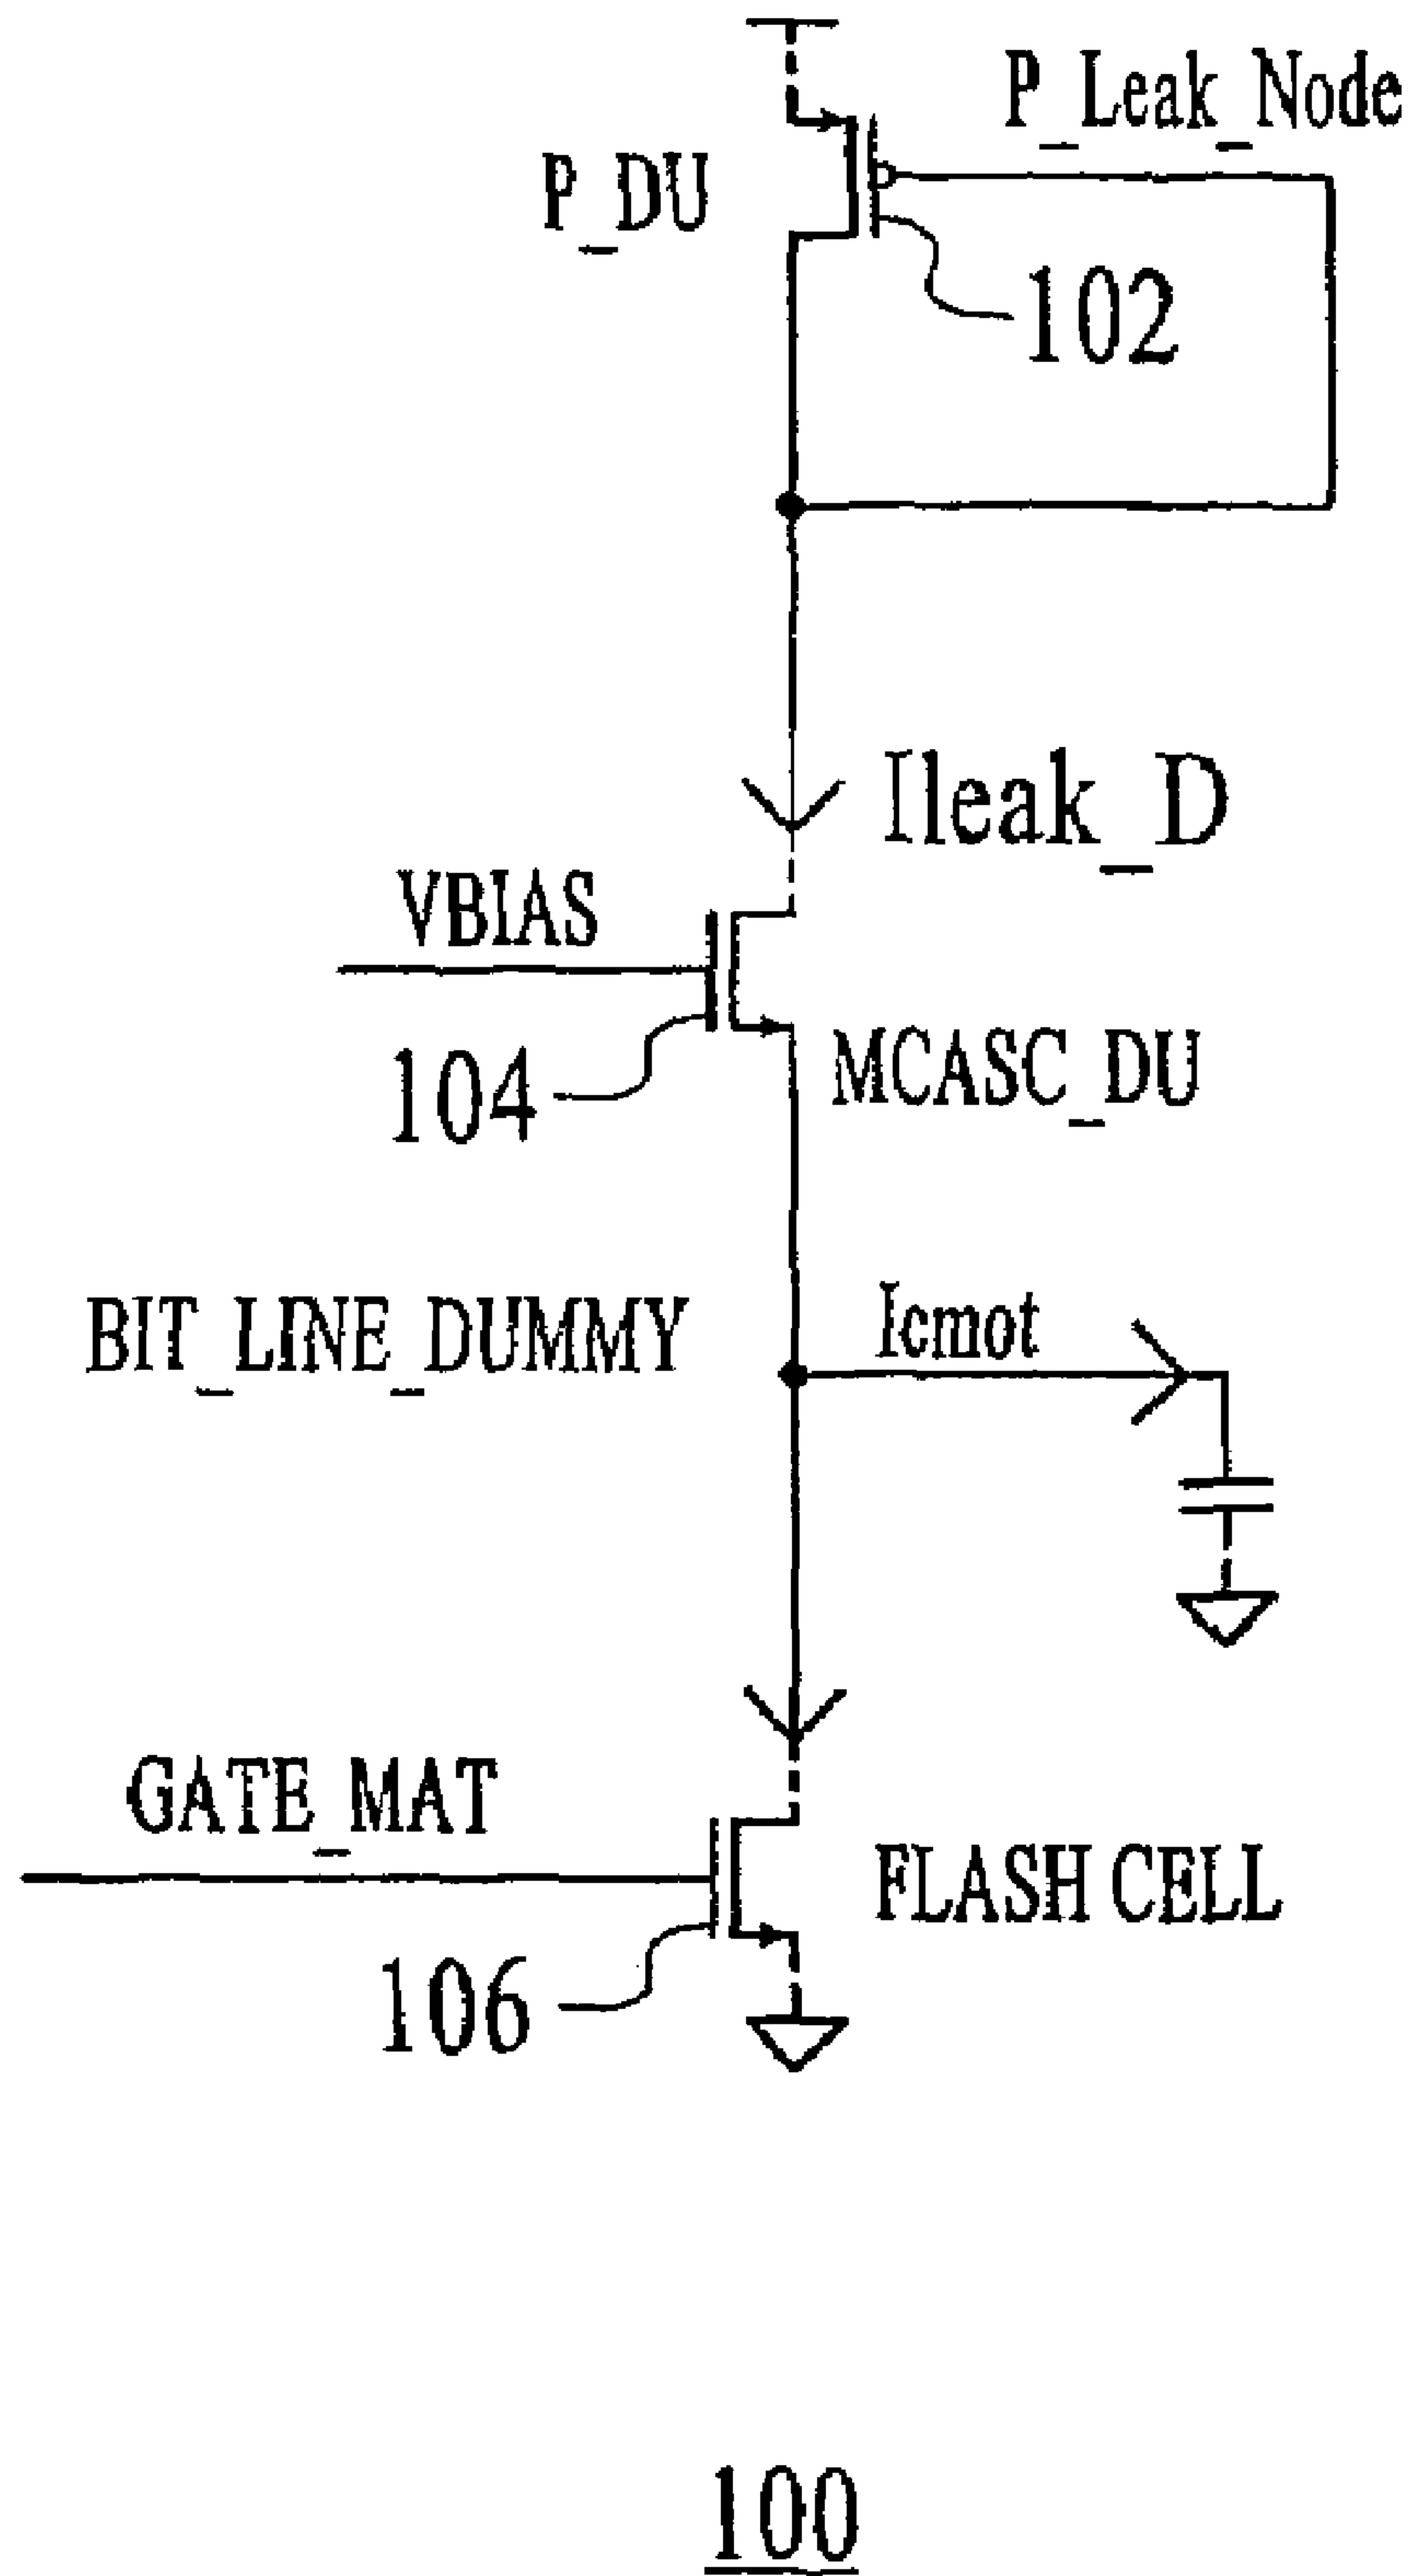 P_Leak_Node
P_DU
102
Ileak_D
VBIAS
104
MCASC_DU
BIT_LINE_DUMMY
Icmot
GATE_MAT
FLASH CELL
106
100